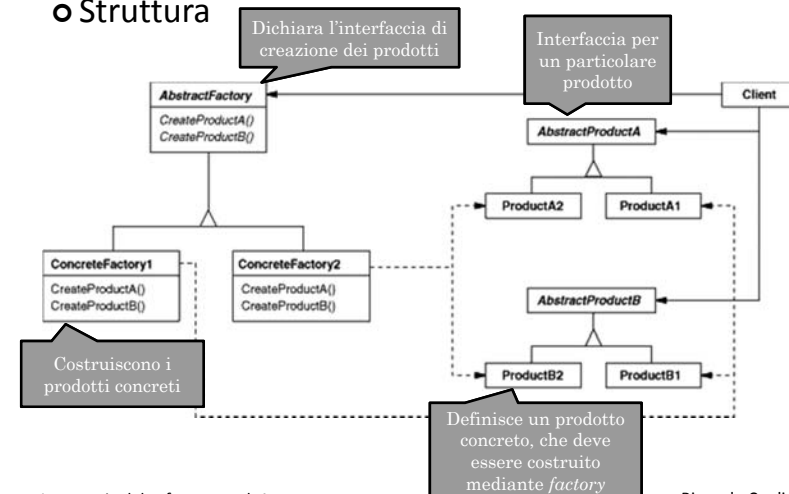 Struttura
Dichiara l'interfaccia di
creazione dei prodotti
Interfaccia per
un particolare
prodotto
AbstractFactory
CreateProductA()
CreateProductB()
Client
AbstractProductA
ProductA2
ProductA1
ConcreteFactory1
CreateProductA()
CreateProductB()
ConcreteFactory2
CreateProductA()
CreateProductB()
AbstractProductB
Costruiscono i
prodotti concreti
ProductB2
ProductB1
Definisce un prodotto
concreto, che deve
essere costruito
mediante factory